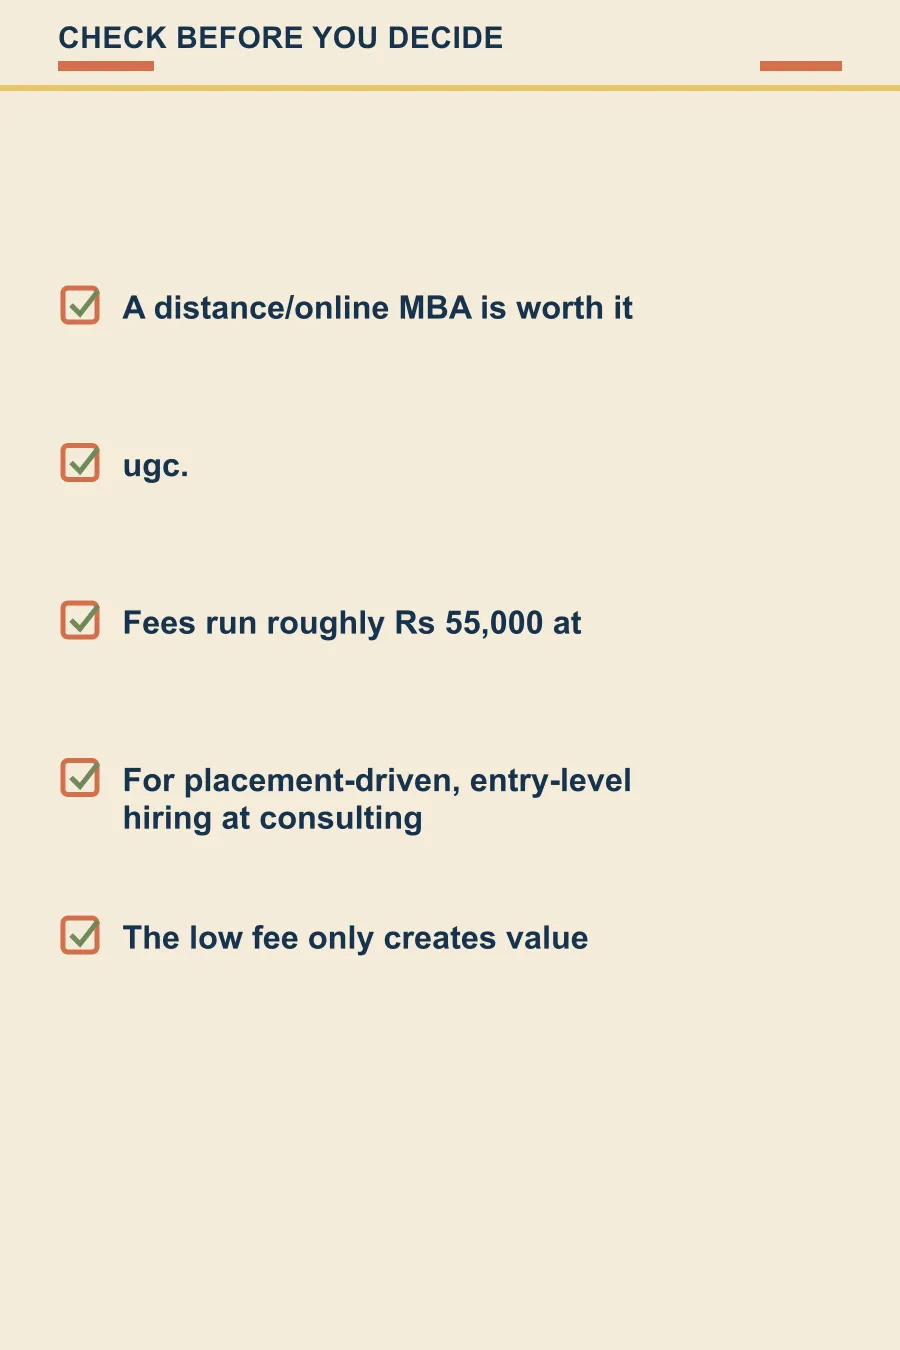 CHECK BEFORE YOU DECIDE
A distance/online MBA is worth it
ugc.
Fees run roughly Rs 55,000 at
For placement-driven, entry-level
hiring at consulting
The low fee only creates value